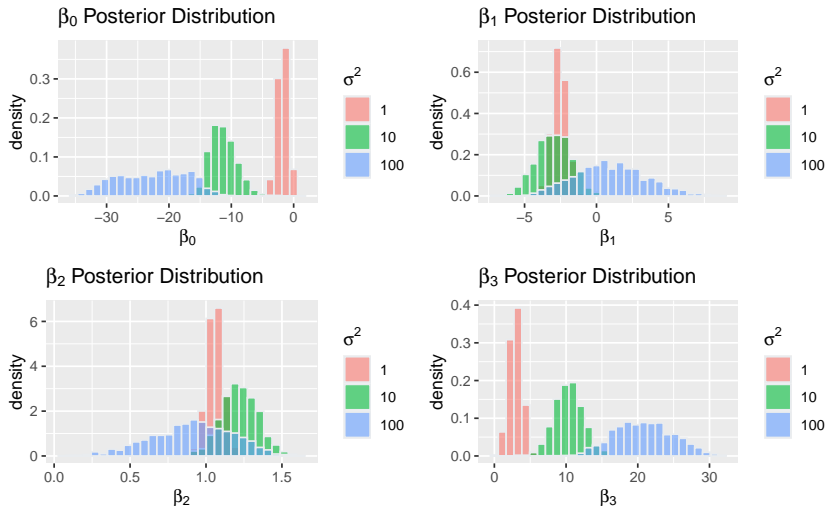 β₀ Posterior Distribution
density
0.3
0.2
0.1
0.0
−30
−20
−10
0
β₀
σ²
1
10
100
β₁ Posterior Distribution
density
0.6
0.4
0.2
0.0
−5
0
5
β₁
σ²
1
10
100
β₂ Posterior Distribution
density
6
4
2
0
0.0
0.5
1.0
1.5
β₂
σ²
1
10
100
β₃ Posterior Distribution
density
0.4
0.3
0.2
0.1
0.0
0
10
20
30
β₃
σ²
1
10
100